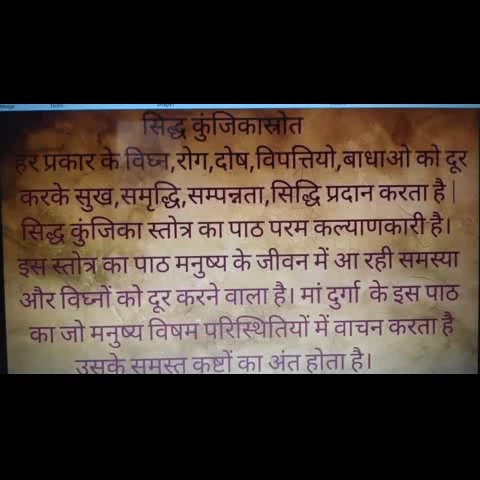 सिद्ध कुंजिकास्रोत
हर प्रकार के विघ्न,रोग,दोष,विपत्तियो,बाधाओ को दूर
करके सुख,समृद्धि,सम्पन्नता,सिद्धि प्रदान करता है|
सिद्ध कुंजिका स्तोत्र का पाठ परम कल्याणकारी है।
इस स्तोत्र का पाठ मनुष्य के जीवन में आ रही समस्या
और विघ्नों को दूर करने वाला है। मां दुर्गा के इस पाठ
का जो मनुष्य विषम परिस्थितियों में वाचन करता है
उसके समस्त कष्टों का अंत होता है।